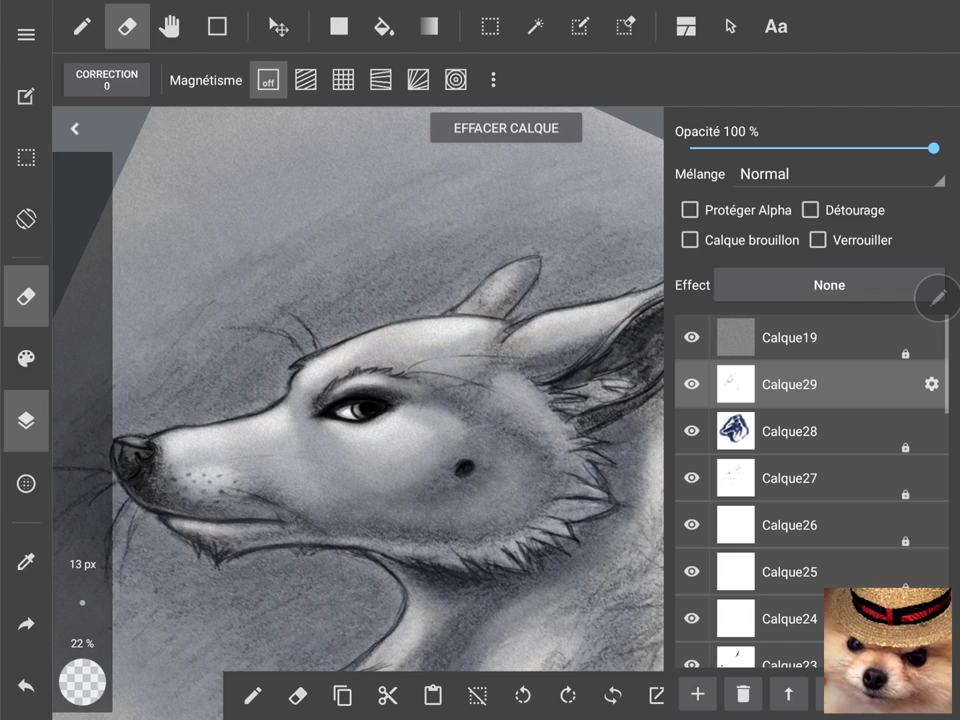 Aa
CORRECTION
0
Magnétisme
off
EFFACER CALQUE
Opacité 100 %
Mélange Normal
Protéger Alpha Détourage
Calque brouillon Verrouiller
Effect None
Calque19
Calque29
Calque28
Calque27
Calque26
Calque25
Calque24
Calque23
13 px
22 %